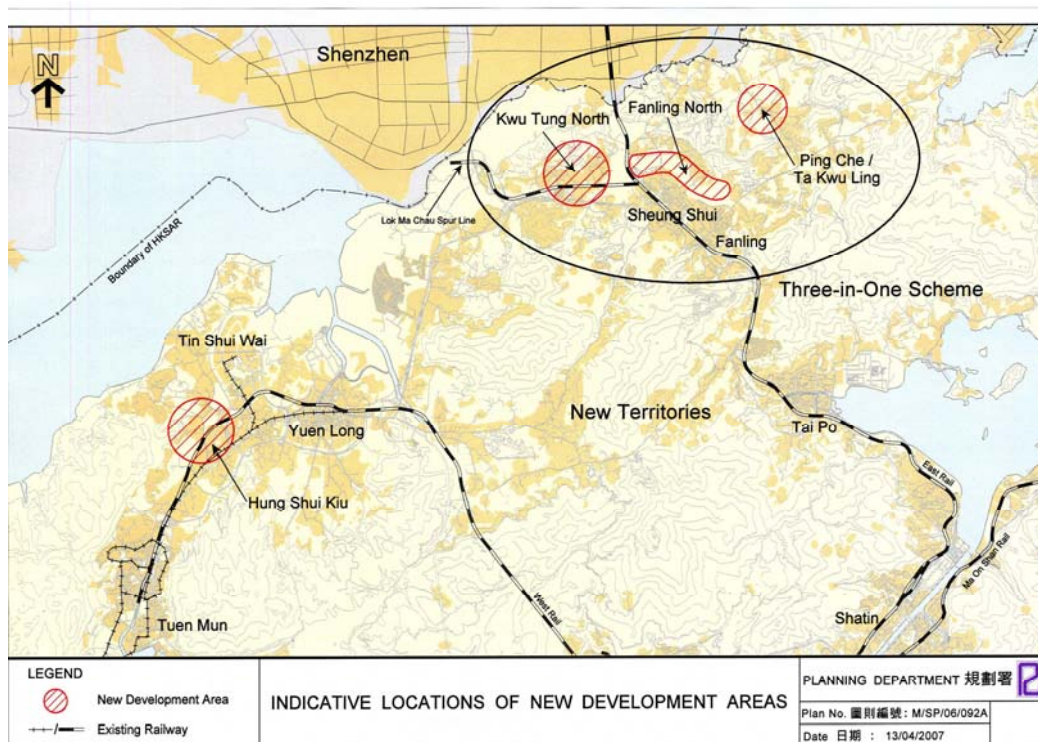 Shenzhen
N
Kwu Tung North
Fanling North
Ping Che /
Ta Kwu Ling
Lok Ma Chau Spur Line
Sheung Shui
Boundary of HKSAR
Fanling
Three-in-One Scheme
Tin Shui Wai
New Territories
Yuen Long
Tai Po
East Rail
Hung Shui Kiu
Ma On Shan Rail
West Rail
Tuen Mun
Shatin
LEGEND
New Development Area
Existing Railway
INDICATIVE LOCATIONS OF NEW DEVELOPMENT AREAS
PLANNING DEPARTMENT 規劃署
Plan No. 圖則編號 : M/SP/06/092A
Date 日期 : 13/04/2007